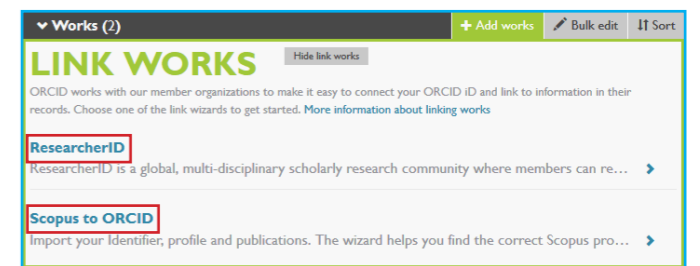 Works (2) + Add works Bulk edit Sort
LINK WORKS Hide link works
ORCID works with our member organizations to make it easy to connect your ORCID iD and link to information in their
records. Choose one of the link wizards to get started. More information about linking works
ResearcherID
ResearcherID is a global, multi-disciplinary scholarly research community where members can re...
Scopus to ORCID
Import your Identifier, profile and publications. The wizard helps you find the correct Scopus pro...